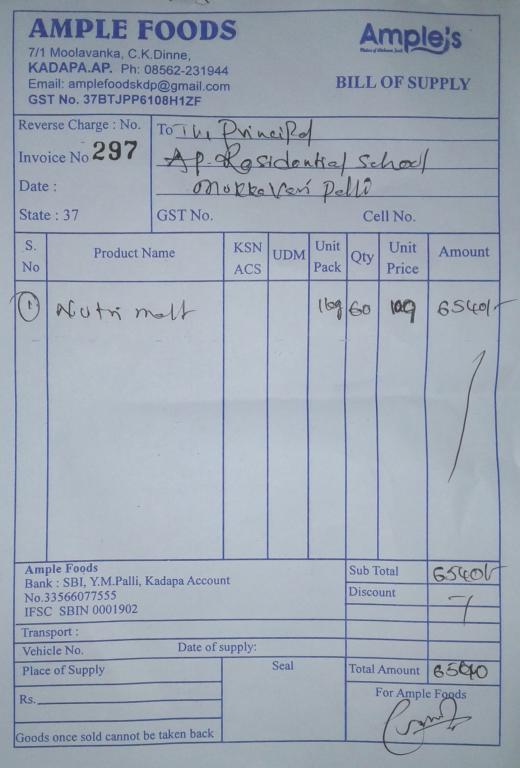 AMPLE FOODS
Ample's
7/1 Moolavanka, C.K.Dinne,
KADAPA.AP. Ph: 08562-231944
Email: amplefoodskdp@gmail.com
GST No. 37BTJPP6108H1ZF
BILL OF SUPPLY
Reverse Charge : No.
To The Principal
Invoice No 297
A.p. Residential School
Date :
Mukkavari palli
State : 37 GST No. Cell No.
S. No Product Name KSN ACS UDM Unit Pack Qty Unit Price Amount
1 Nutri malt 1kg 60 109 6540/-
Ample Foods
Bank : SBI, Y.M.Palli, Kadapa Account
No.33566077555
IFSC SBIN 0001902
Sub Total 6540/-
Discount
Transport :
Vehicle No. Date of supply:
Place of Supply Seal Total Amount 6540
Rs.
For Ample Foods
Goods once sold cannot be taken back